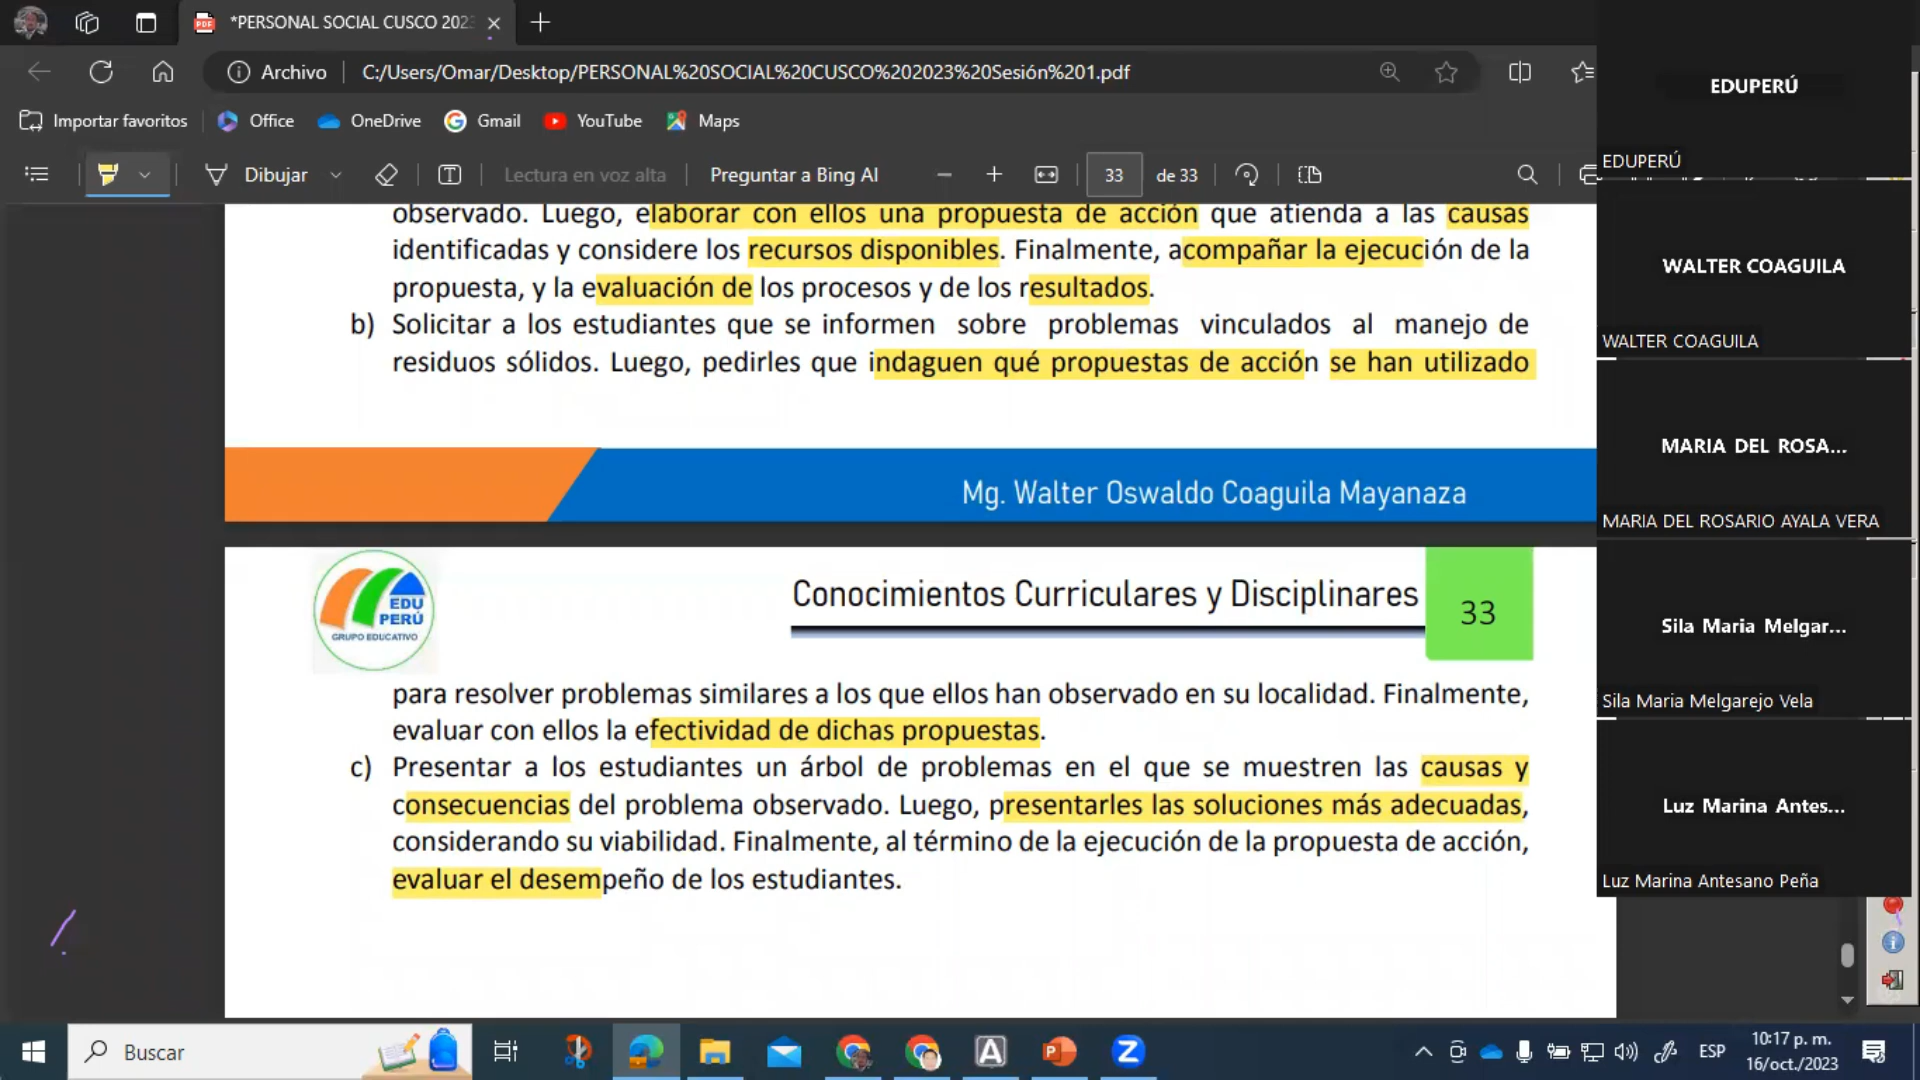 *PERSONAL SOCIAL CUSCO 202
Archivo
C:/Users/Omar/Desktop/PERSONAL%20SOCIAL%20CUSCO%202023%20Sesión%201.pdf
Importar favoritos
Office
OneDrive
Gmail
YouTube
Maps
Dibujar
Lectura en voz alta
Preguntar a Bing AI
33
de 33
observado. Luego, elaborar con ellos una propuesta de acción que atienda a las causas
identificadas y considere los recursos disponibles. Finalmente, acompañar la ejecución de la
propuesta, y la evaluación de los procesos y de los resultados.
b) Solicitar a los estudiantes que se informen sobre problemas vinculados al manejo de
residuos sólidos. Luego, pedirles que indaguen qué propuestas de acción se han utilizado
Mg. Walter Oswaldo Coaguila Mayanaza
EDU
PERÚ
GRUPO EDUCATIVO
Conocimientos Curriculares y Disciplinares
33
para resolver problemas similares a los que ellos han observado en su localidad. Finalmente,
evaluar con ellos la efectividad de dichas propuestas.
c) Presentar a los estudiantes un árbol de problemas en el que se muestren las causas y
consecuencias del problema observado. Luego, presentarles las soluciones más adecuadas,
considerando su viabilidad. Finalmente, al término de la ejecución de la propuesta de acción,
evaluar el desempeño de los estudiantes.
EDUPERÚ
EDUPERÚ
WALTER COAGUILA
WALTER COAGUILA
MARIA DEL ROSA...
MARIA DEL ROSARIO AYALA VERA
Sila Maria Melgar...
Sila Maria Melgarejo Vela
Luz Marina Antes...
Luz Marina Antesano Peña
Buscar
ESP
10:17 p. m.
16/oct./2023